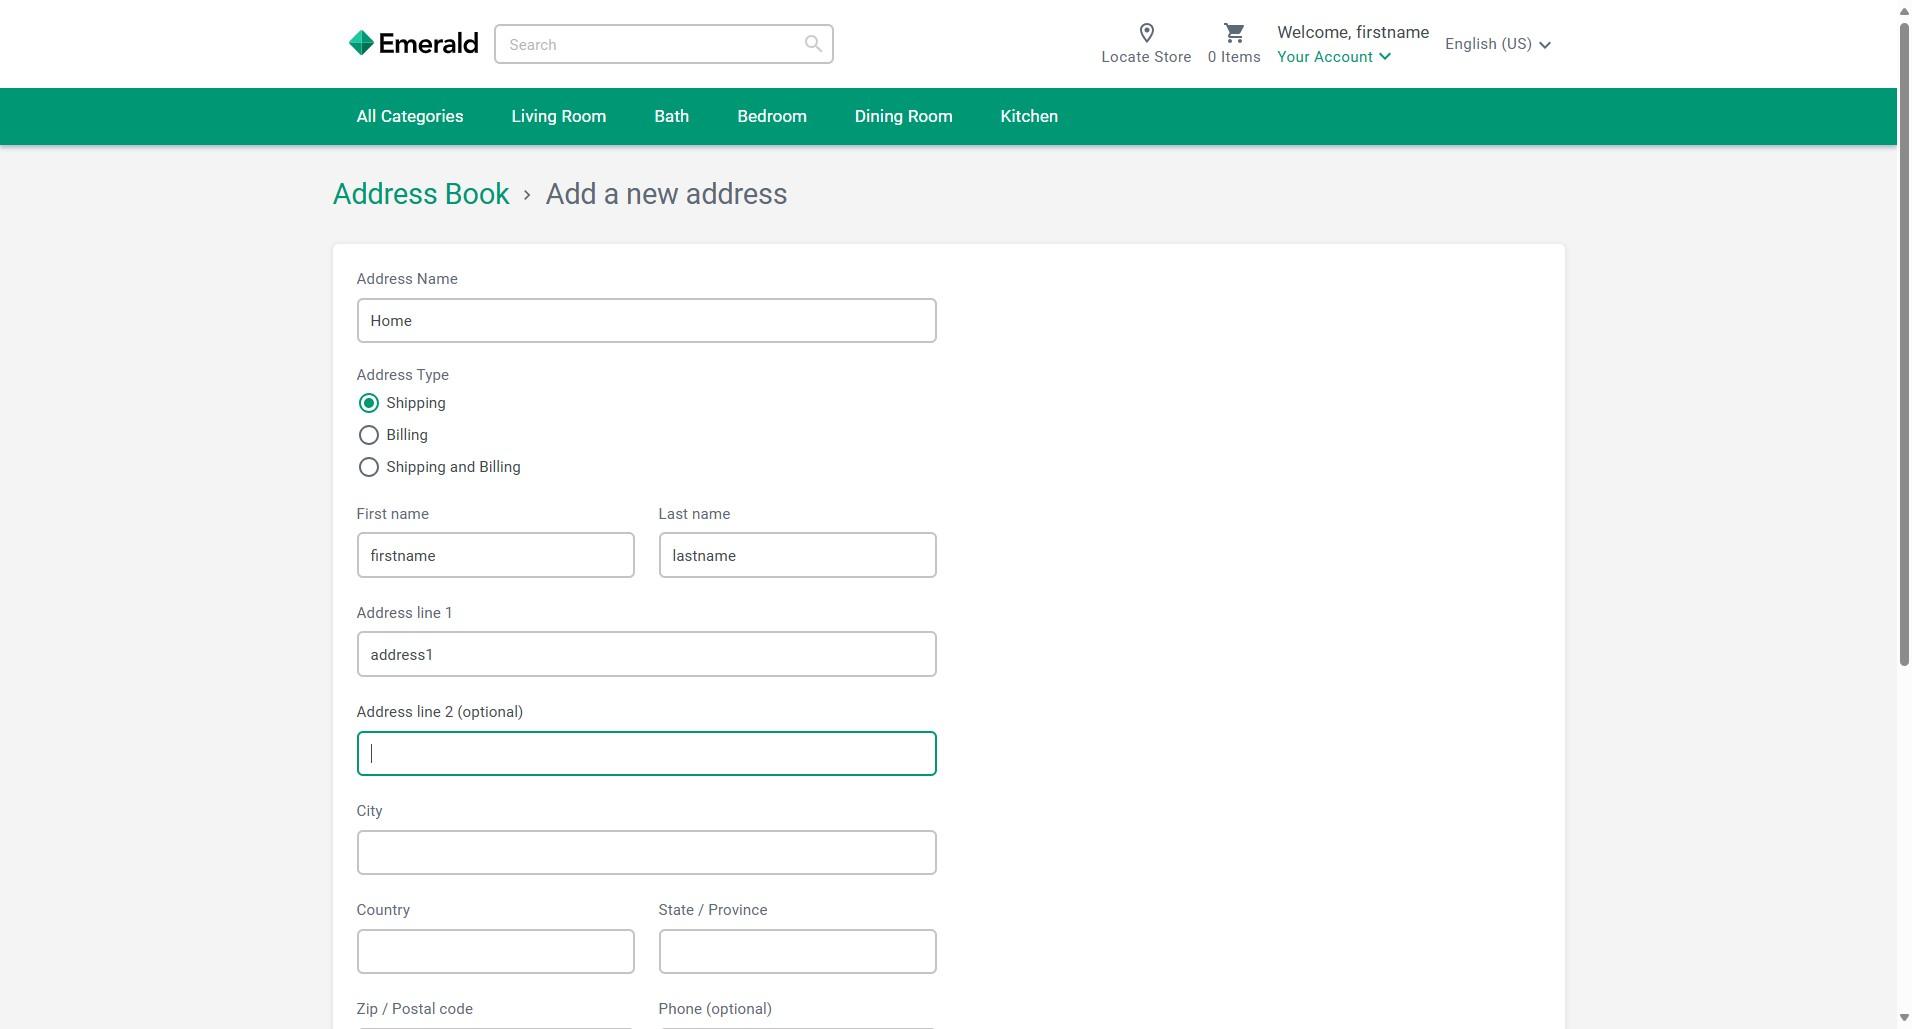 Emerald
Search
Locate Store
0 Items
Welcome, firstname
Your Account
English (US)
All Categories
Living Room
Bath
Bedroom
Dining Room
Kitchen
Address Book › Add a new address
Address Name
Home
Address Type
Shipping
Billing
Shipping and Billing
First name
Last name
firstname
lastname
Address line 1
address1
Address line 2 (optional)
City
Country
State / Province
Zip / Postal code
Phone (optional)